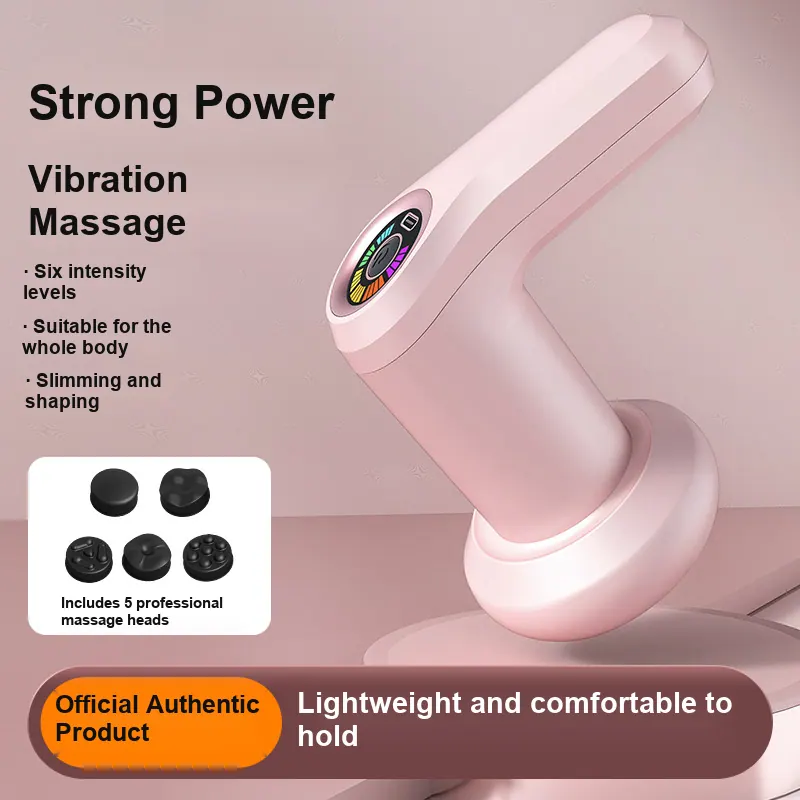 Strong Power
Vibration
Massage
· Six intensity
levels
· Suitable for the
whole body
· Slimming and
shaping
Includes 5 professional
massage heads
Official Authentic
Product
Lightweight and comfortable to
hold